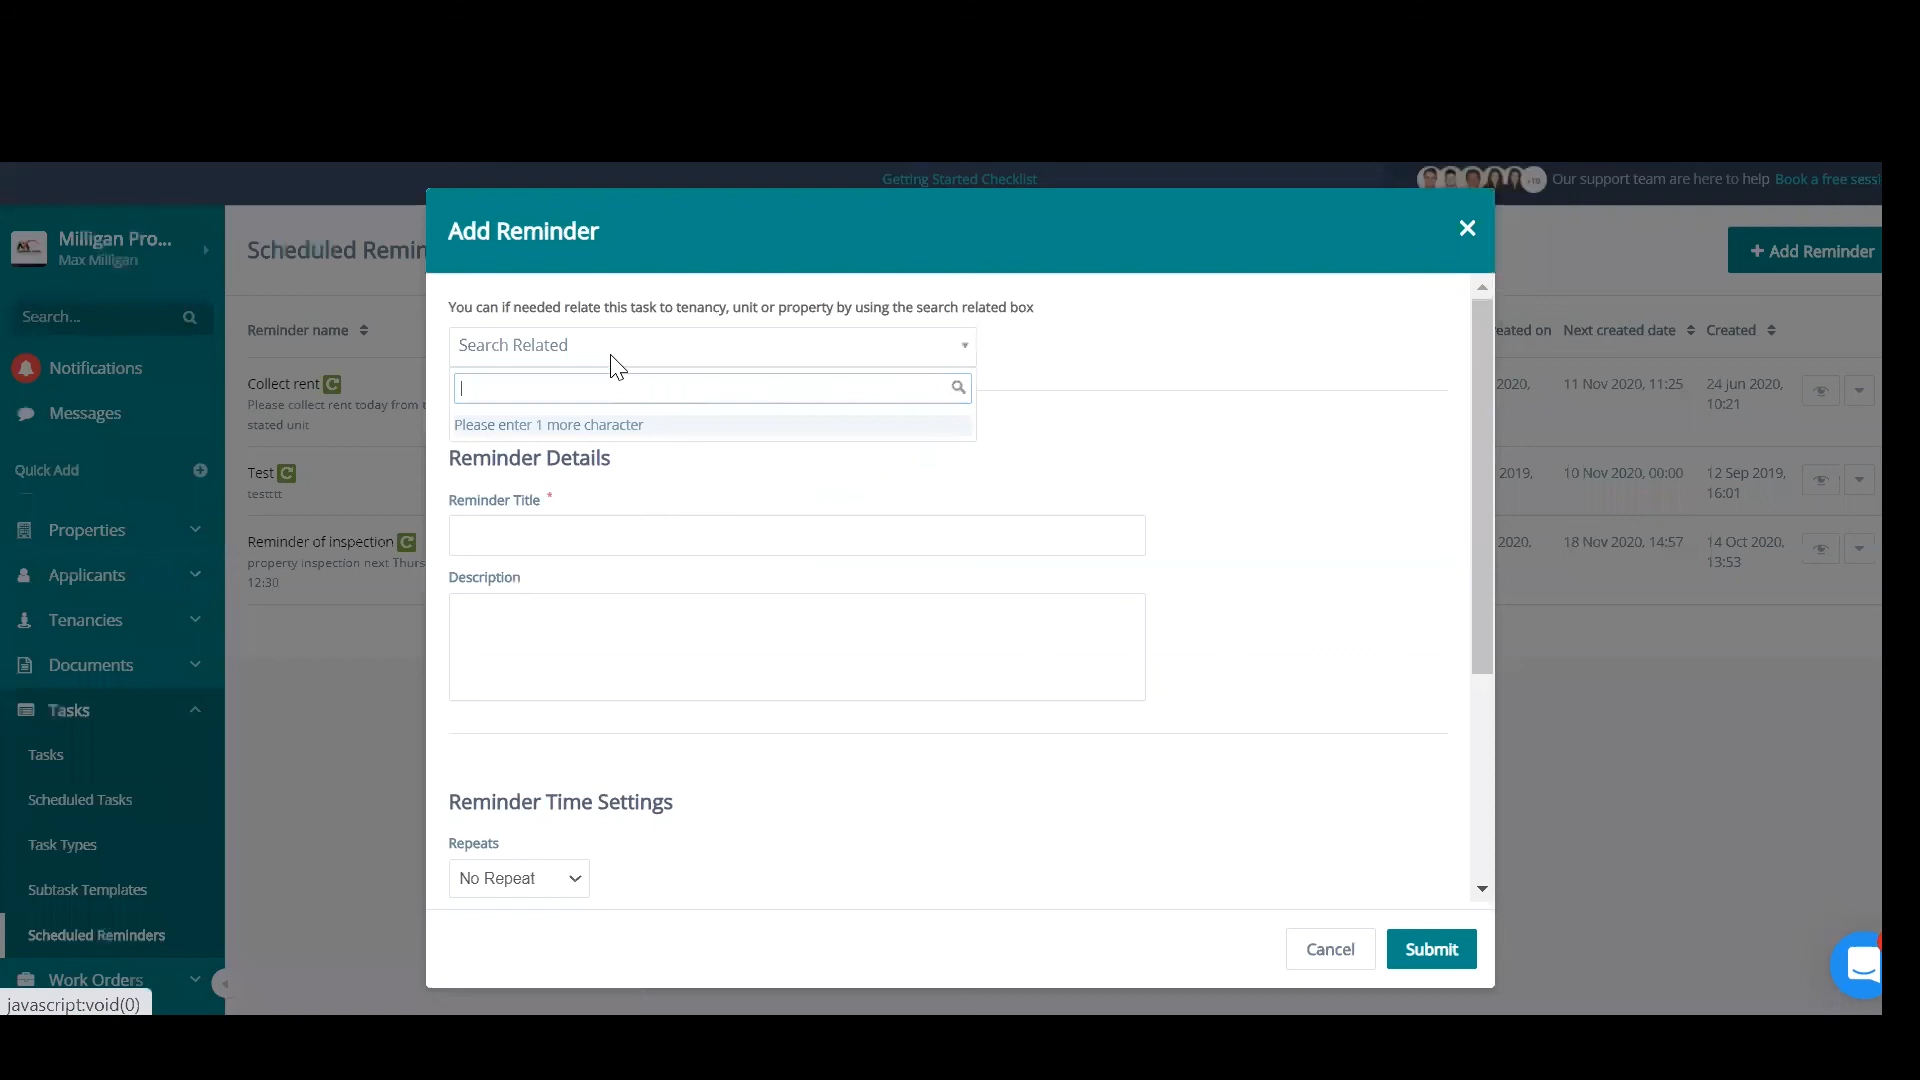 Getting Started Checklist
+10 Our support team are here to help Book a free sessi
Milligan Pro...
Max Milligan
Search...
Notifications
Messages
Quick Add
Properties
Applicants
Tenancies
Documents
Tasks
Tasks
Scheduled Tasks
Task Types
Subtask Templates
Scheduled Reminders
Work Orders
javascript:void(0)
Scheduled Remin
+ Add Reminder
Reminder name
eated on Next created date Created
Collect rent
Please collect rent today from
stated unit
2020, 11 Nov 2020, 11:25 24 Jun 2020,
10:21
Test
testttt
2019, 10 Nov 2020, 00:00 12 Sep 2019,
16:01
Reminder of inspection
property inspection next Thurs
12:30
2020, 18 Nov 2020, 14:57 14 Oct 2020,
13:53
Add Reminder
You can if needed relate this task to tenancy, unit or property by using the search related box
Search Related
Please enter 1 more character
Reminder Details
Reminder Title *
Description
Reminder Time Settings
Repeats
No Repeat
Cancel
Submit